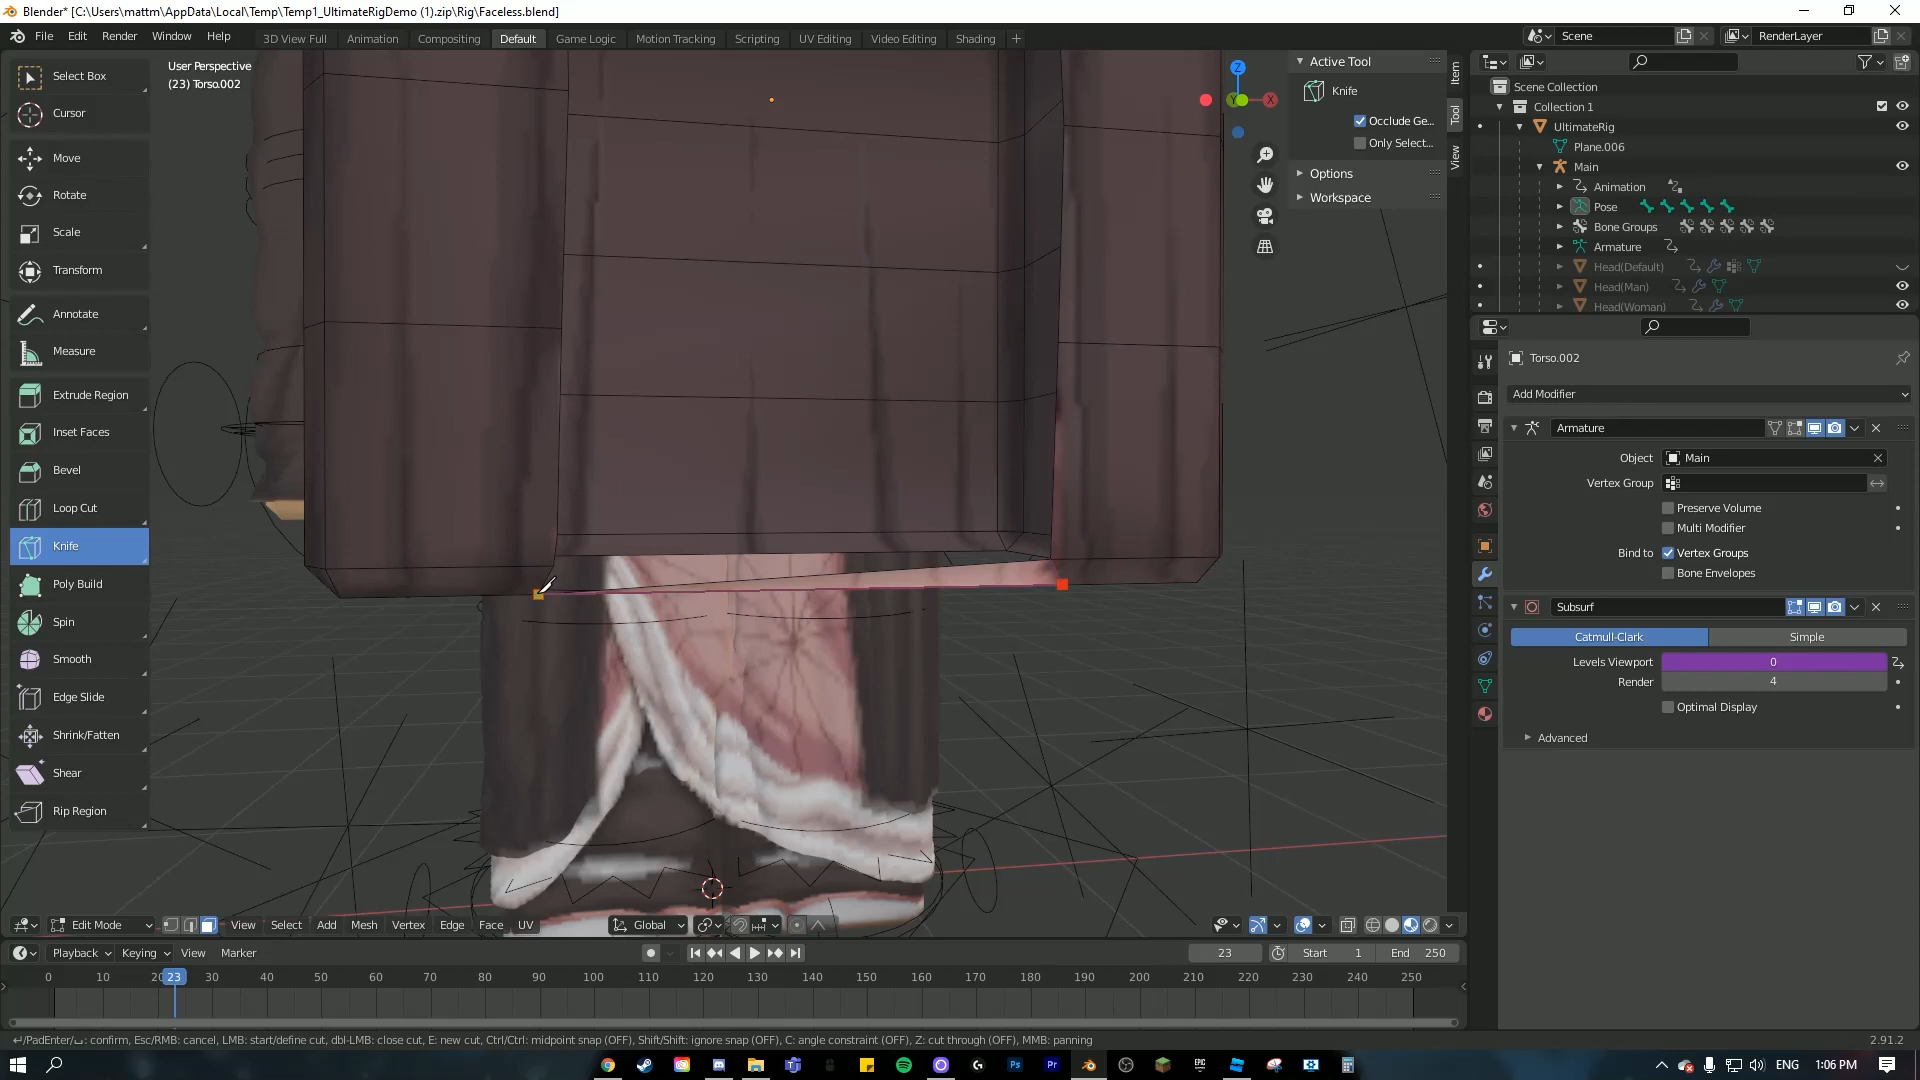 Blender* [C:\Users\mattm\AppData\Local\Temp\Temp1_UltimateRigDemo (1).zip\Rig\Faceless.blend]
File Edit Render Window Help
3D View Full Animation Compositing Default Game Logic Motion Tracking Scripting UV Editing Video Editing Shading +
Scene
RenderLayer
User Perspective
(23) Torso.002
Select Box
Cursor
Move
Rotate
Scale
Transform
Annotate
Measure
Extrude Region
Inset Faces
Bevel
Loop Cut
Knife
Poly Build
Spin
Smooth
Edge Slide
Shrink/Fatten
Shear
Rip Region
Z
Y
X
Active Tool
Knife
Occlude Ge...
Only Select...
Options
Workspace
Item
Tool
View
Scene Collection
Collection 1
UltimateRig
Plane.006
Main
Animation
Pose
Bone Groups
Armature
Head(Default)
Head(Man)
Head(Woman)
Torso.002
Add Modifier
Armature
Object Main
Vertex Group
Preserve Volume
Multi Modifier
Bind to Vertex Groups
Bone Envelopes
Subsurf
Catmull-Clark Simple
Levels Viewport 0
Render 4
Optimal Display
Advanced
Edit Mode View Select Add Mesh Vertex Edge Face UV Global
Playback Keying View Marker 23 Start 1 End 250
0 10 20 23 30 40 50 60 70 80 90 100 110 120 130 140 150 160 170 180 190 200 210 220 230 240 250
/PadEnter/: confirm, Esc/RMB: cancel, LMB: start/define cut, dbl-LMB: close cut, E: new cut, Ctrl/Ctrl: midpoint snap (OFF), Shift/Shift: ignore snap (OFF), C: angle constraint (OFF), Z: cut through (OFF), MMB: panning
2.91.2
Ps
Pr
EPIC
ENG
1:06 PM